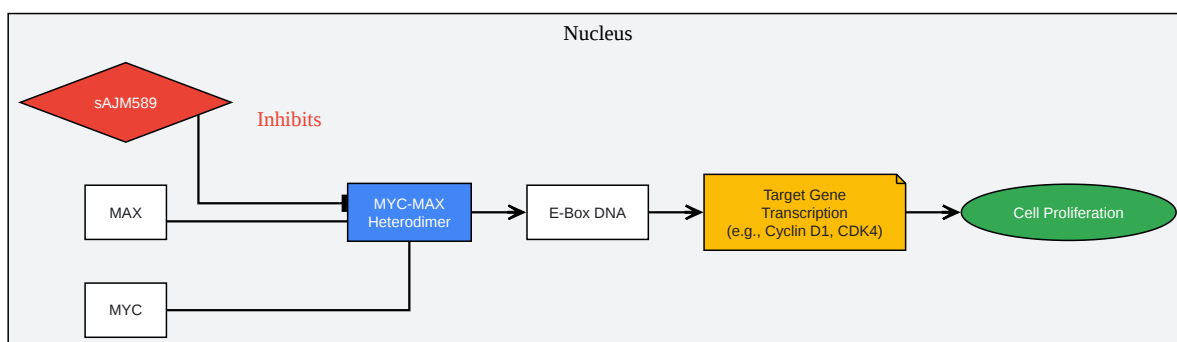 Nucleus
sAJM589
Inhibits
MAX
MYC-MAX
Heterodimer
E-Box DNA
Target Gene
Transcription
(e.g., Cyclin D1, CDK4)
Cell Proliferation
MYC